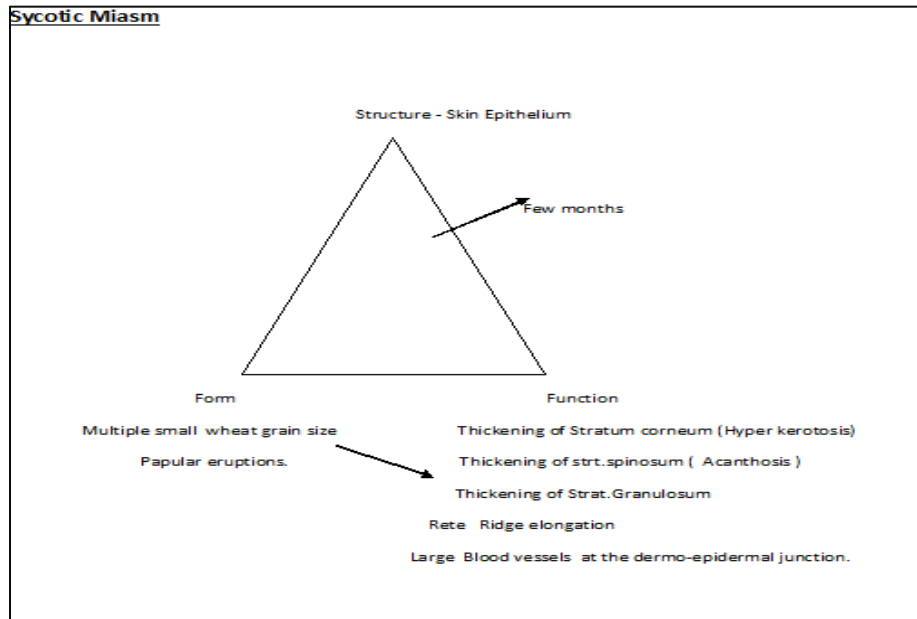 Sycotic Miasm
Structure - Skin Epithelium
Few months
Form
Function
Multiple small wheat grain size
Thickening of Stratum corneum (Hyper kerotosis)
Papular eruptions.
Thickening of strt.spinosum ( Acanthosis )
Thickening of Strat.Granulosum
Rete Ridge elongation
Large Blood vessels at the dermo-epidermal junction.